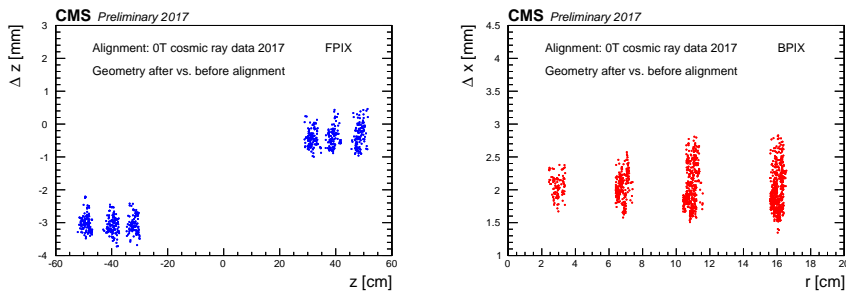 CMS Preliminary 2017
Alignment: 0T cosmic ray data 2017 FPIX
Geometry after vs. before alignment
Δ z [mm]
3
2
1
0
-1
-2
-3
-4
-60 -40 -20 0 20 40 60
z [cm]
CMS Preliminary 2017
Alignment: 0T cosmic ray data 2017 BPIX
Geometry after vs. before alignment
Δ x [mm]
4.5
4
3.5
3
2.5
2
1.5
1
0 2 4 6 8 10 12 14 16 18 20
r [cm]